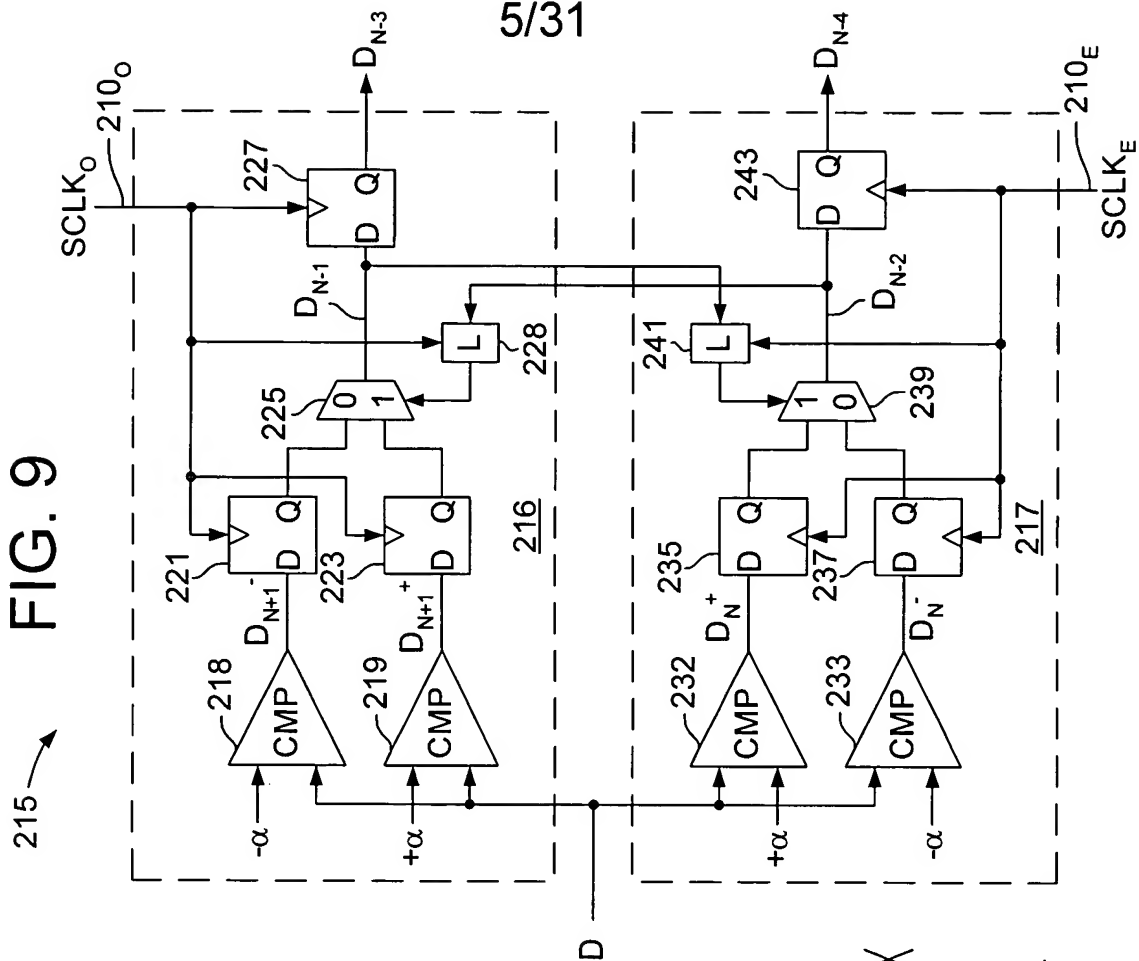 5/31
FIG. 9
215
SCLK_O
210_O
D_N-3
227
D
Q
D_N-1
225
0
1
L
228
221
D
Q
223
D
Q
216
D_N+1^-
D_N+1^+
218
CMP
219
CMP
-α
+α
D
SCLK_E
210_E
D_N-4
243
D
Q
D_N-2
241
L
1
0
239
235
D
Q
237
D
Q
217
D_N^+
D_N^-
232
CMP
233
CMP
+α
-α